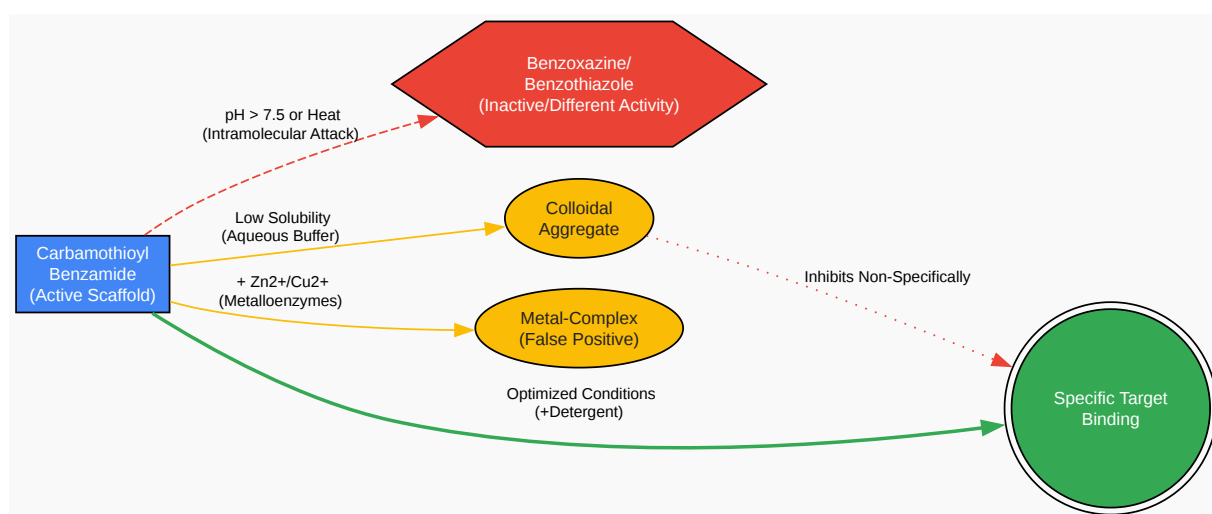 Benzoxazine/
Benzothiazole
(Inactive/Different Activity)
pH > 7.5 or Heat
(Intramolecular Attack)
Colloidal
Aggregate
Low Solubility
(Aqueous Buffer)
Carbamothioyl
Benzamide
(Active Scaffold)
Inhibits Non-Specifically
+ Zn2+/Cu2+
(Metalloenzymes)
Metal-Complex
(False Positive)
Optimized Conditions
(+Detergent)
Specific Target
Binding